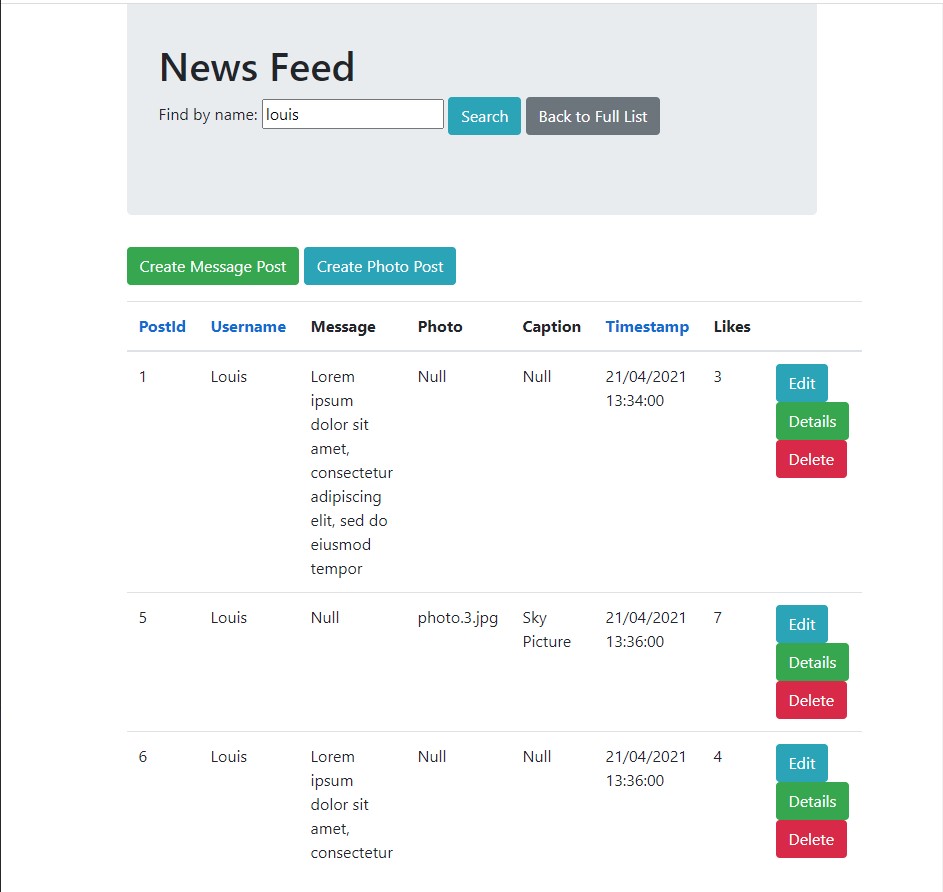 News Feed
Find by name: louis Search Back to Full List
Create Message Post Create Photo Post
PostId Username Message Photo Caption Timestamp Likes
1 Louis Lorem Null Null 21/04/2021 3 Edit
ipsum 13:34:00
dolor sit Details
amet,
consectetur Delete
adipiscing
elit, sed do
eiusmod
tempor
5 Louis Null photo.3.jpg Sky 21/04/2021 7 Edit
Picture 13:36:00
Details
Delete
6 Louis Lorem Null Null 21/04/2021 4 Edit
ipsum 13:36:00
dolor sit Details
amet,
consectetur Delete